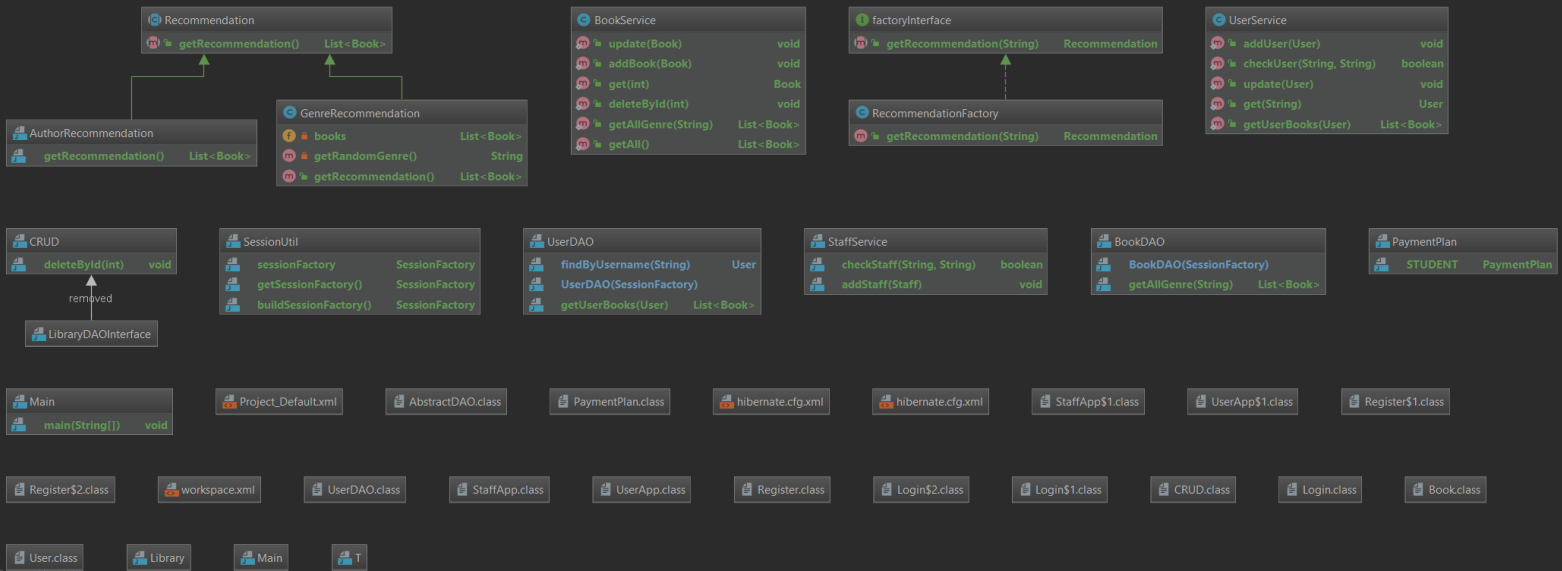 Recommendation
getRecommendation() List<Book>
BookService
update(Book) void
addBook(Book) void
get(int) Book
deleteById(int) void
getAllGenre(String) List<Book>
getAll() List<Book>
factoryInterface
getRecommendation(String) Recommendation
UserService
addUser(User) void
checkUser(String, String) boolean
update(User) void
get(String) User
getUserBooks(User) List<Book>
AuthorRecommendation
getRecommendation() List<Book>
GenreRecommendation
books List<Book>
getRandomGenre() String
getRecommendation() List<Book>
RecommendationFactory
getRecommendation(String) Recommendation
CRUD
deleteById(int) void
removed
LibraryDAOInterface
SessionUtil
sessionFactory SessionFactory
getSessionFactory() SessionFactory
buildSessionFactory() SessionFactory
UserDAO
findByUsername(String) User
UserDAO(SessionFactory)
getUserBooks(User) List<Book>
StaffService
checkStaff(String, String) boolean
addStaff(Staff) void
BookDAO
BookDAO(SessionFactory)
getAllGenre(String) List<Book>
PaymentPlan
STUDENT PaymentPlan
Main
main(String[]) void
Project_Default.xml
AbstractDAO.class
PaymentPlan.class
hibernate.cfg.xml
hibernate.cfg.xml
StaffApp$1.class
UserApp$1.class
Register$1.class
Register$2.class
workspace.xml
UserDAO.class
StaffApp.class
UserApp.class
Register.class
Login$2.class
Login$1.class
CRUD.class
Login.class
Book.class
User.class
Library
Main
T